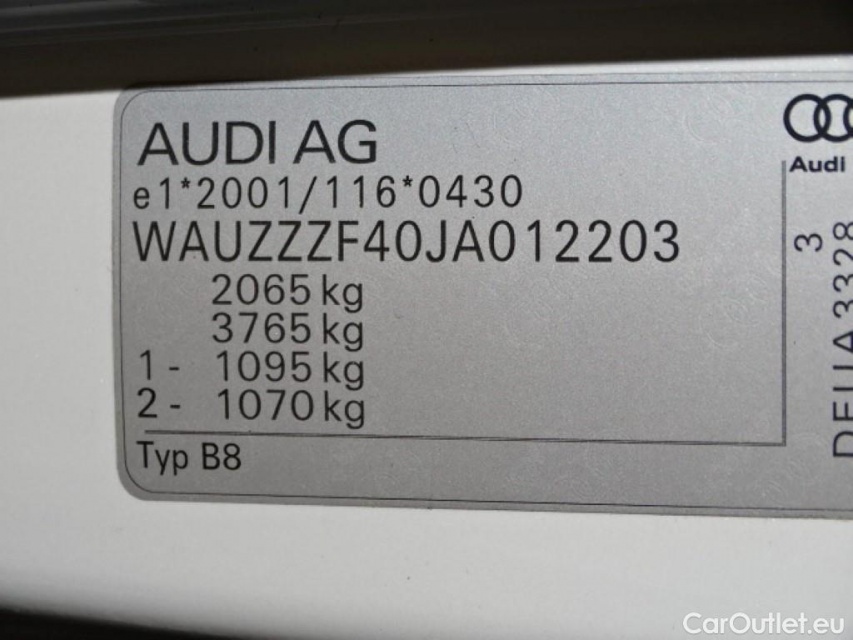 AUDI AG
e1*2001/116*0430
WAUZZZF40JA012203
2065 kg
3765 kg
1- 1095 kg
2- 1070 kg
Typ B8
Audi
3
CarOutlet.eu